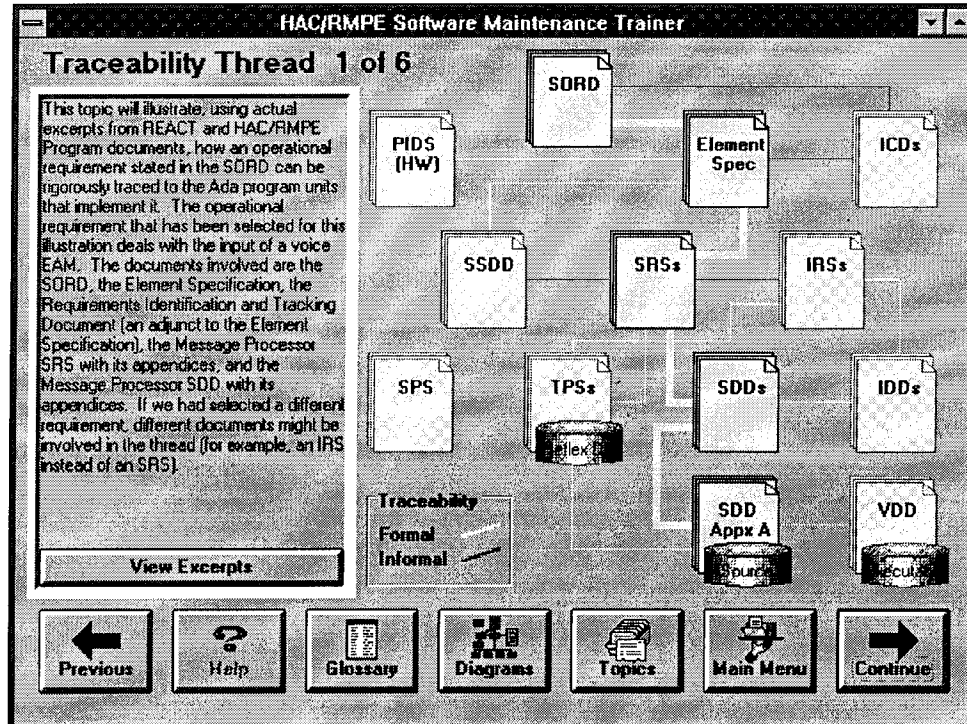 HAC/RMPE Software Maintenance Trainer
Traceability Thread 1 of 6
This topic will illustrate, using actual
excerpts from REACT and HAC/RMPE
Program documents, how an operational
requirement stated in the SORD can be
rigorously traced to the Ada program units
that implement it. The operational
requirement that has been selected for this
illustration deals with the input of a voice
EAM. The documents involved are the
SORD, the Element Specification, the
Requirements Identification and Tracking
Document (an adjunct to the Element
Specification), the Message Processor
SRS with its appendices, and the
Message Processor SDD with its
appendices. If we had selected a different
requirement, different documents might be
involved in the thread (for example, an IRS
instead of an SRS).
View Excerpts
SORD
PIDS
(HW)
Element
Spec
ICDs
SSDD
SRSs
IRSs
SPS
TPSs
SDDs
IDDs
Traceability
Formal
Informal
SDD
Appx A
Source
VDD
Previous
Help
Glossary
Diagrams
Topics
Main Menu
Continue